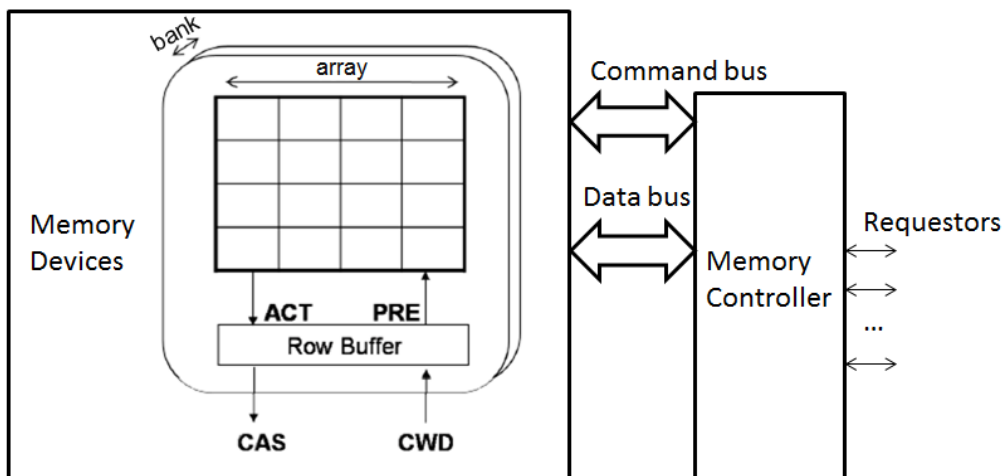 bank
array
Memory
Devices
ACT
PRE
Row Buffer
CAS
CWD
Command bus
Data bus
Memory
Controller
Requestors
...